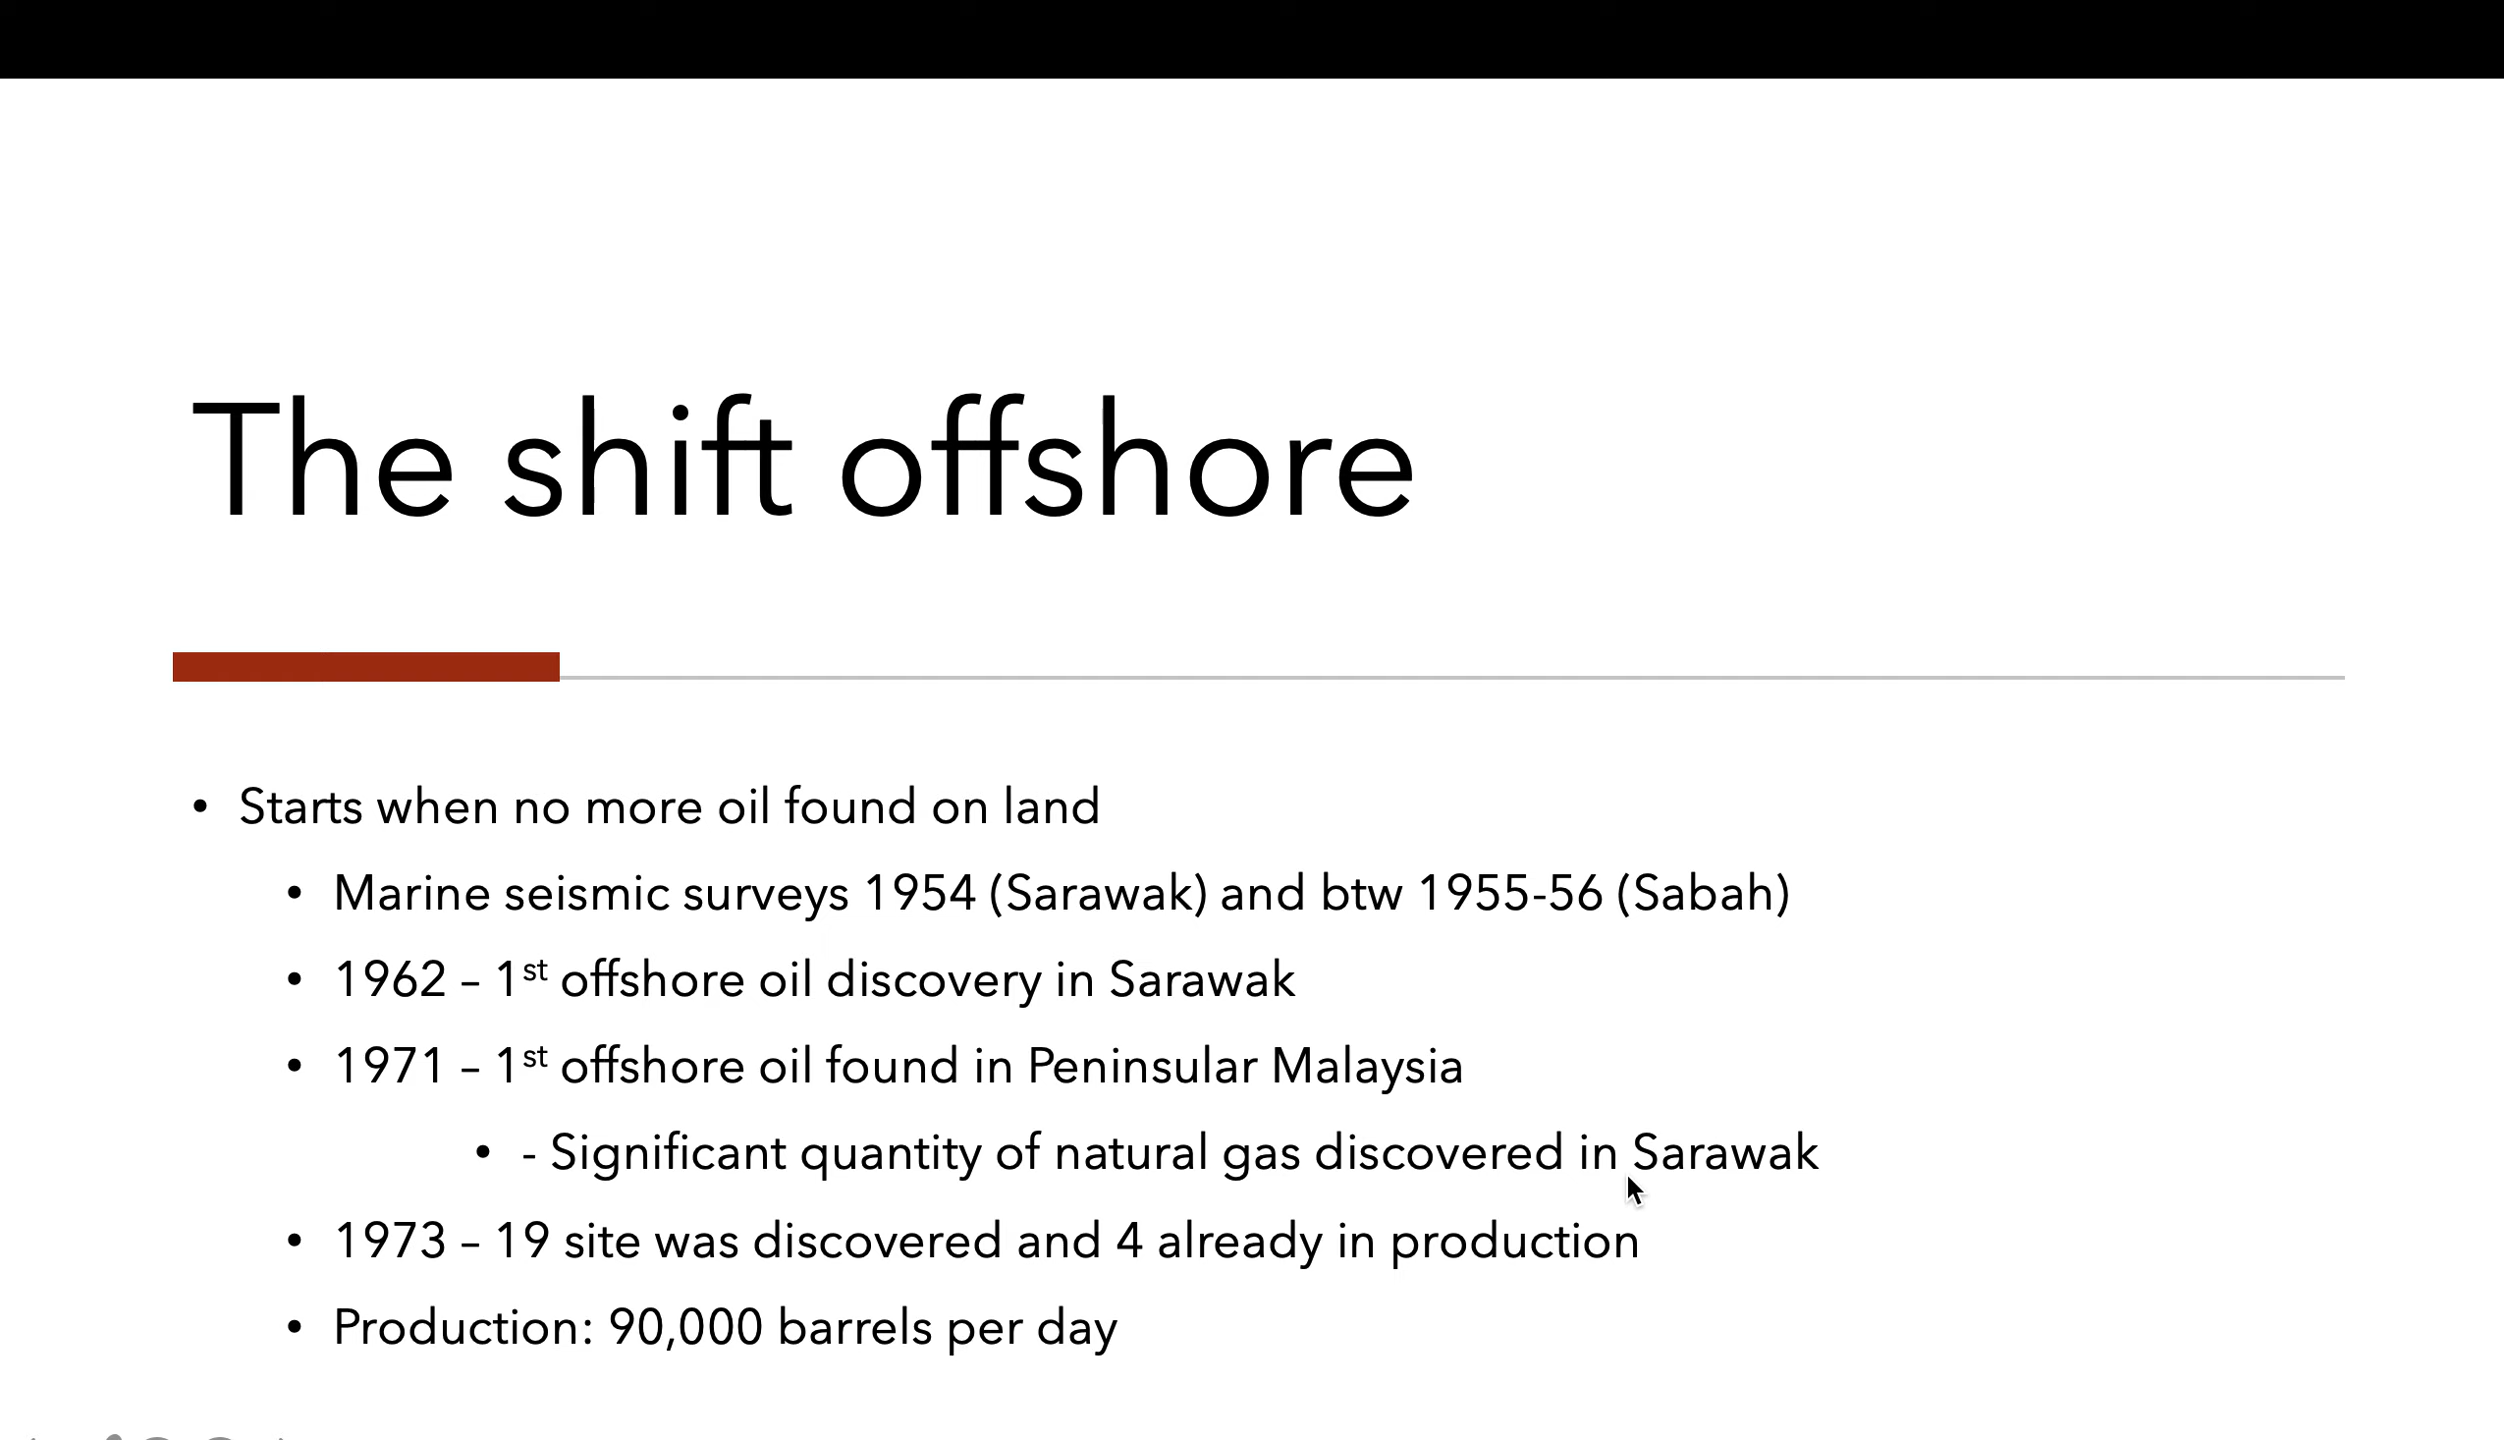 The shift offshore
• Starts when no more oil found on land
• Marine seismic surveys 1954 (Sarawak) and btw 1955-56 (Sabah)
• 1962 – 1st offshore oil discovery in Sarawak
• 1971 – 1st offshore oil found in Peninsular Malaysia
• - Significant quantity of natural gas discovered in Sarawak
• 1973 – 19 site was discovered and 4 already in production
• Production: 90,000 barrels per day